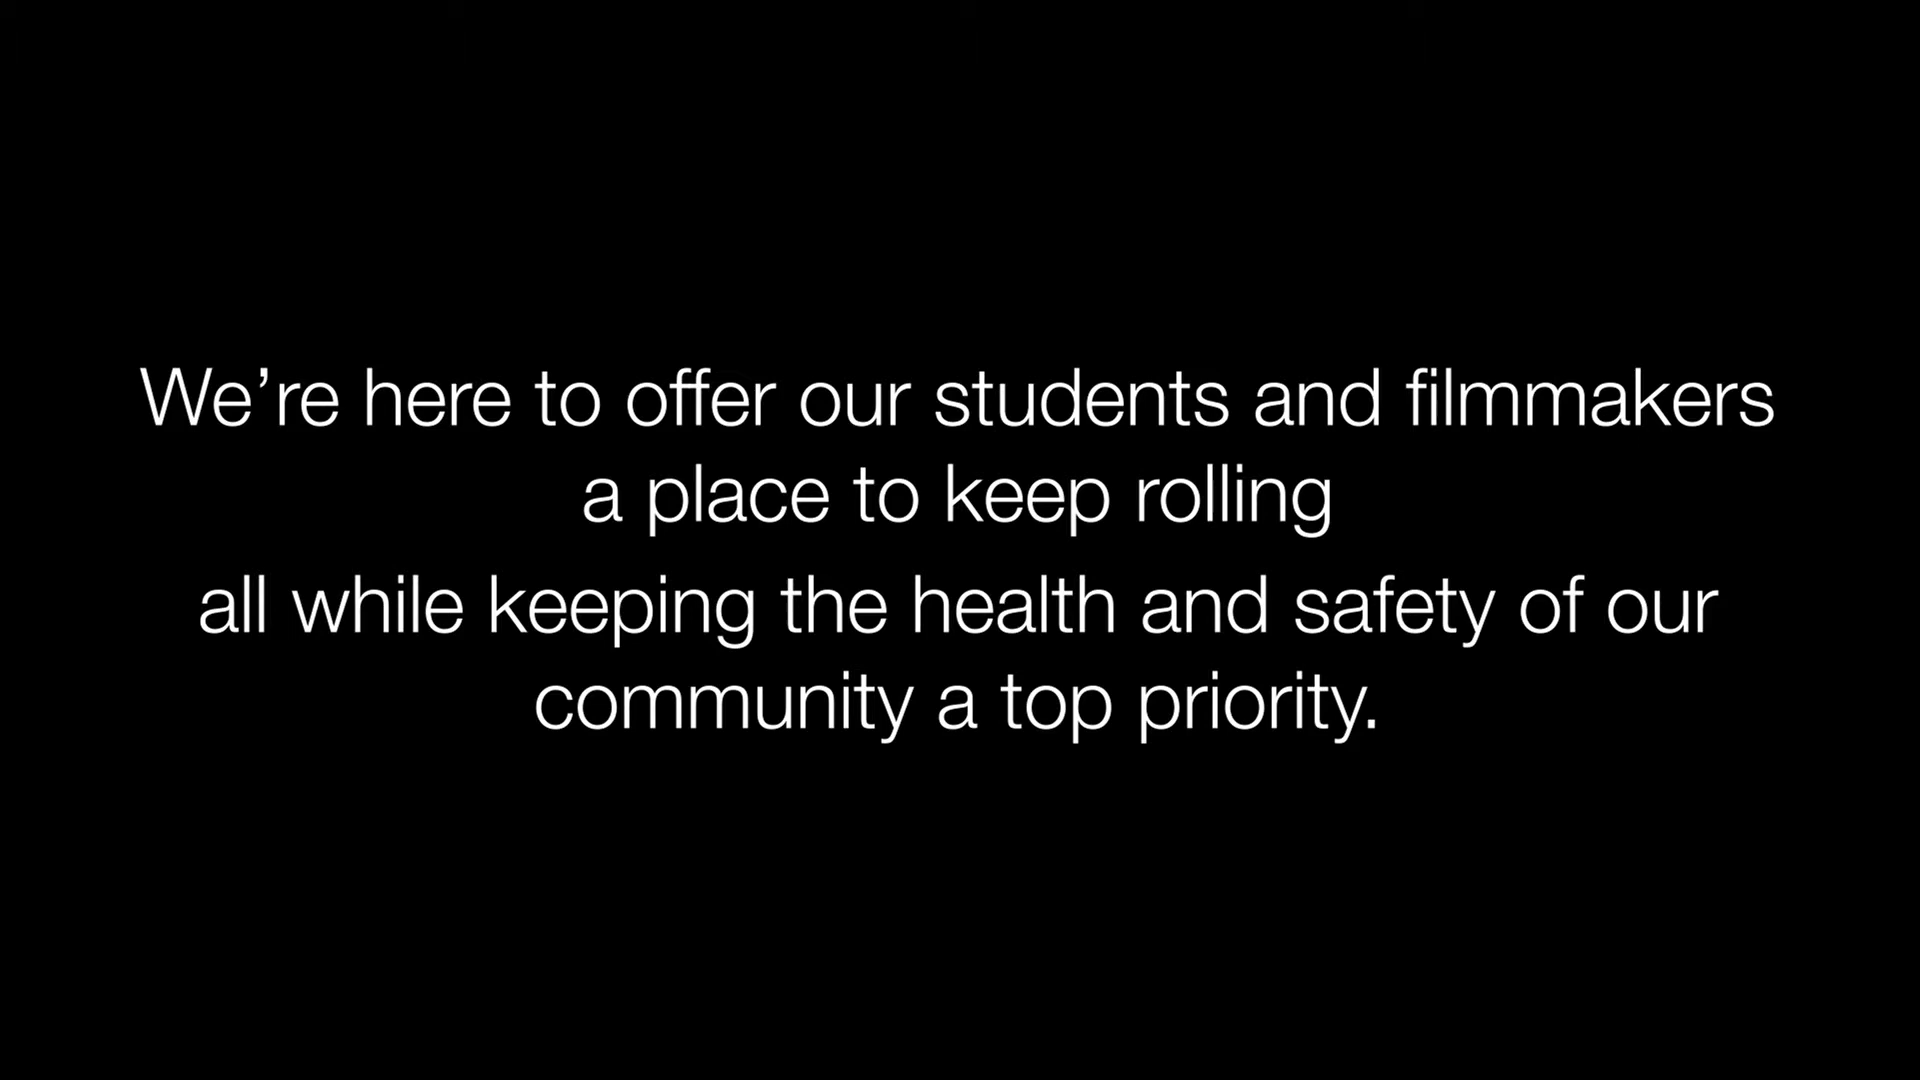 We’re here to offer our students and filmmakers
a place to keep rolling
all while keeping the health and safety of our
community a top priority.